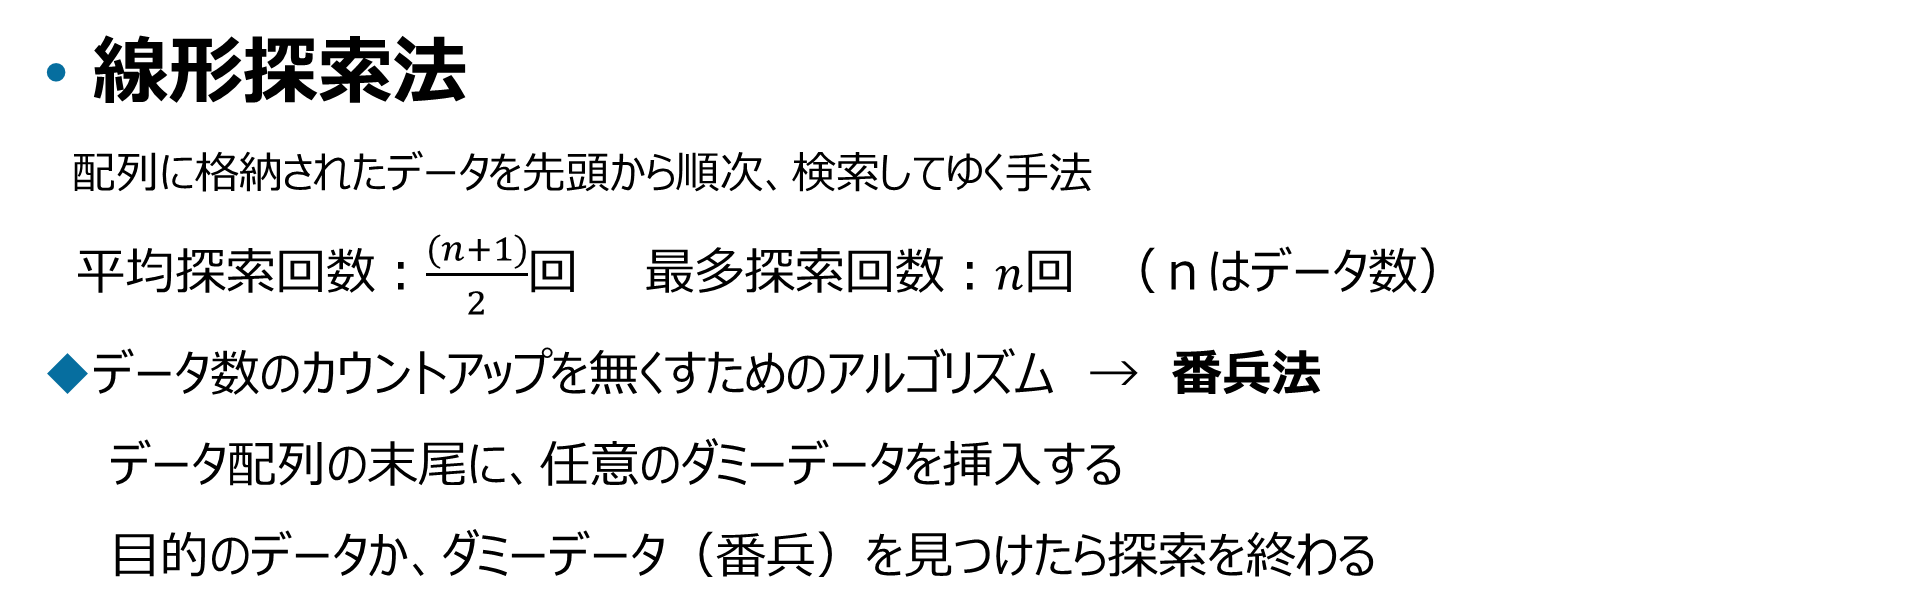 • 線形探索法
配列に格納されたデータを先頭から順次、検索してゆく手法
平均探索回数：(n+1)/2回　最多探索回数：n回　（ｎはデータ数）
◆データ数のカウントアップを無くすためのアルゴリズム → 番兵法
データ配列の末尾に、任意のダミーデータを挿入する
目的のデータか、ダミーデータ（番兵）を見つけたら探索を終わる